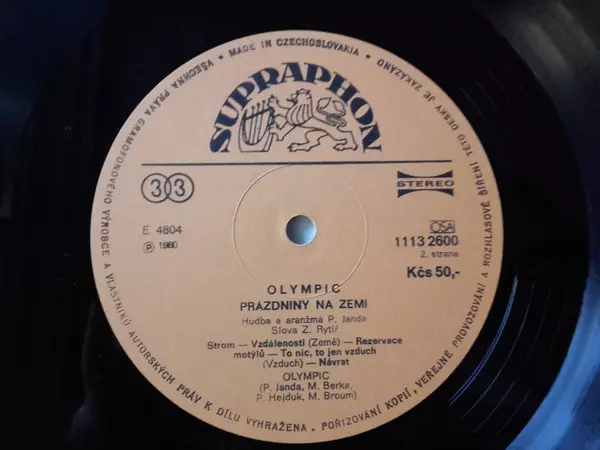 MADE IN CZECHOSLOVAKIA
VŠECHNA PRÁVA GRAMOFONOVÉHO VÝROBCE A VLASTNÍKŮ AUTORSKÝCH PRÁV K DÍLU VYHRAŽENA. POŘIZOVÁNÍ KOPIÍ, VEŘEJNÉ PROVOZOVÁNÍ A ROZHLASOVÉ ŠÍŘENÍ TÉTO DESKY JE ZAKÁZÁNO
SUPRAPHON
33
STEREO
E 4804
Ⓟ 1980
OSA
1113 2600
2. strana
Kčs 50,-
OLYMPIC
PRÁZDNINY NA ZEMI
Hudba a aranžmá P. Janda
Slova Z. Rytíř
Strom — Vzdálenosti (Země) — Rezervace
motýlů — To nic, to jen vzduch
(Vzduch) — Návrat
OLYMPIC
(P. Janda, M. Berka,
P. Hejduk, M. Broum)